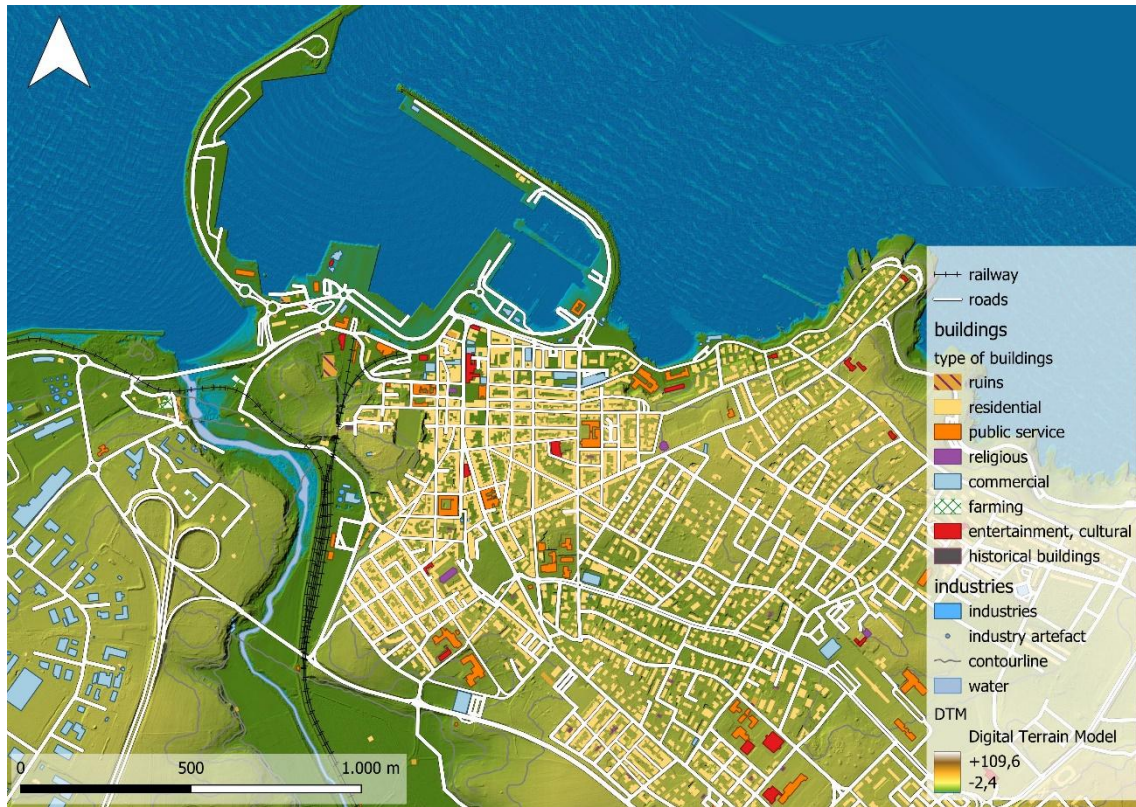 railway
roads
buildings
type of buildings
ruins
residential
public service
religious
commercial
farming
entertainment, cultural
historical buildings
industries
industries
industry artefact
contourline
water
DTM
Digital Terrain Model
+109,6
-2,4
0 500 1.000 m